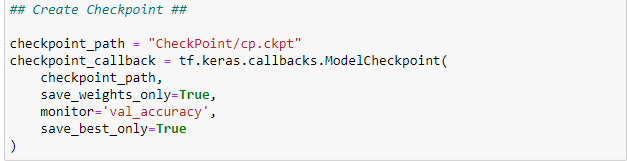 ## Create Checkpoint ##
checkpoint_path = "CheckPoint/cp.ckpt"
checkpoint_callback = tf.keras.callbacks.ModelCheckpoint(
    checkpoint_path,
    save_weights_only=True,
    monitor='val_accuracy',
    save_best_only=True
)